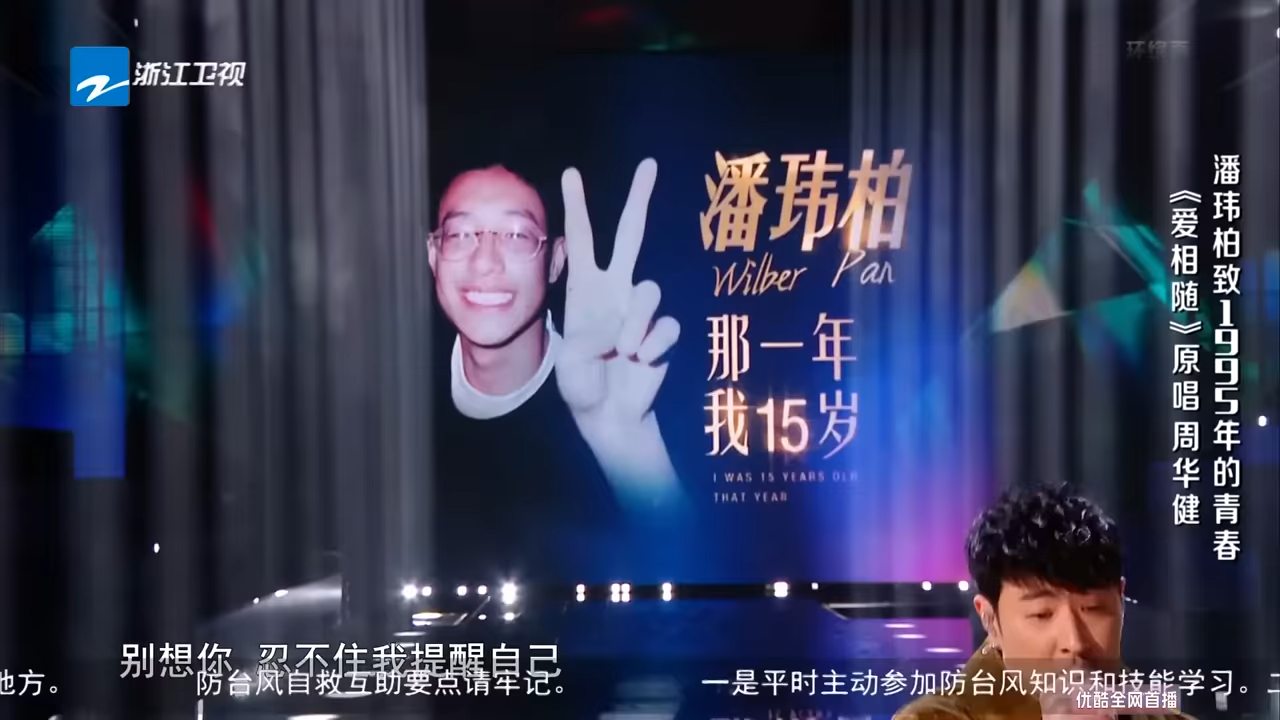 浙江卫视
潘玮柏
Wilber Pan
那一年
我15岁
I WAS 15 YEARS OLD
THAT YEAR
潘玮柏致1995年的青春
《爱相随》原唱周华健
别想你 忍不住我提醒自己
地方。 防台风自救互助要点请牢记。 一是平时主动参加防台风知识和技能学习。二
优酷全网首播